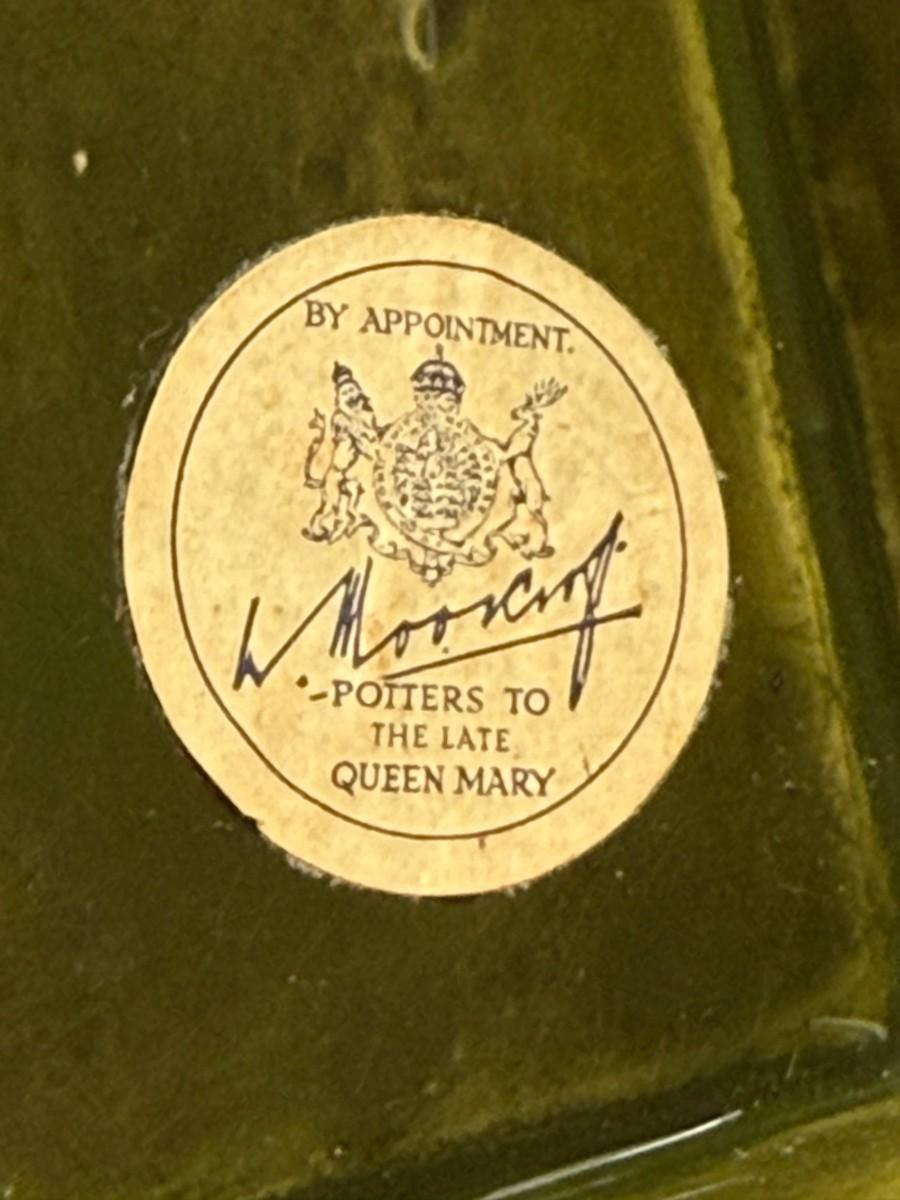 BY APPOINTMENT.
W. Moorcroft.
POTTERS TO
THE LATE
QUEEN MARY